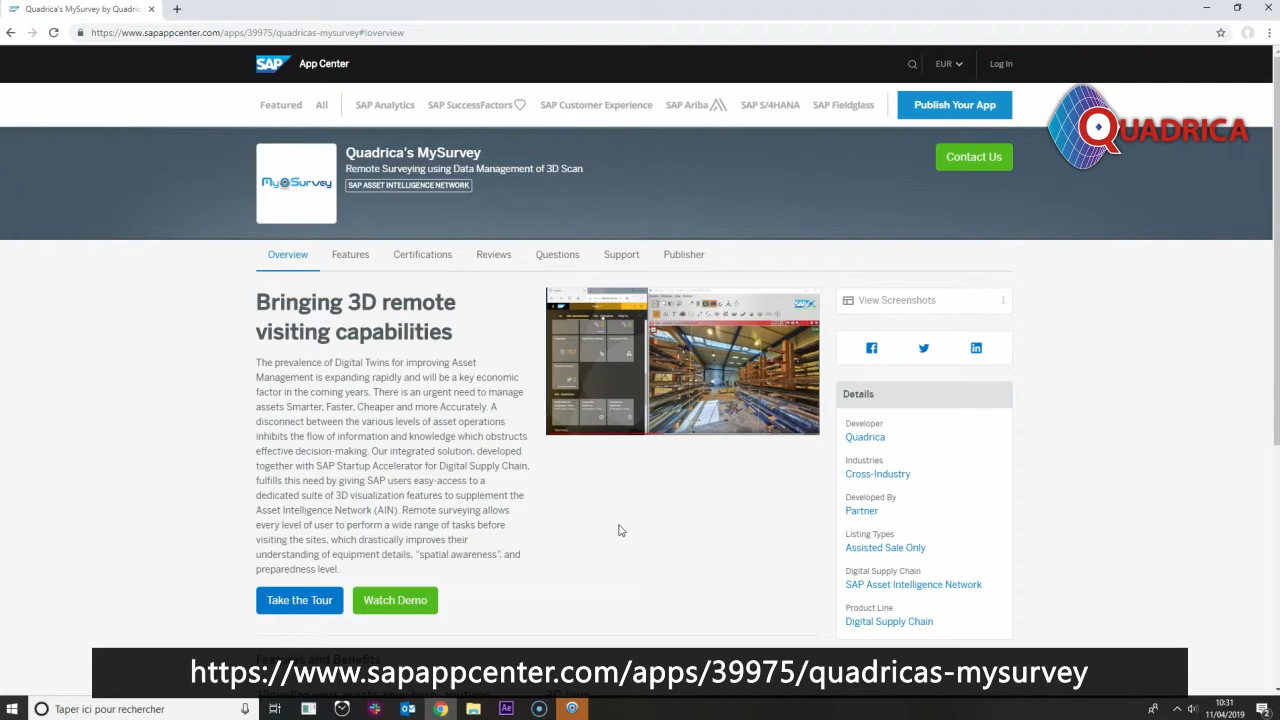 Quadrica's MySurvey by Quadric
https://www.sapappcenter.com/apps/39975/quadricas-mysurvey#!overview
SAP App Center
EUR
Log In
Featured All SAP Analytics SAP SuccessFactors SAP Customer Experience SAP Ariba SAP S/4HANA SAP Fieldglass
Publish Your App
QUADRICA
MySurvey
Quadrica's MySurvey
Remote Surveying using Data Management of 3D Scan
SAP ASSET INTELLIGENCE NETWORK
Contact Us
Overview Features Certifications Reviews Questions Support Publisher
Bringing 3D remote
visiting capabilities
The prevalence of Digital Twins for improving Asset
Management is expanding rapidly and will be a key economic
factor in the coming years. There is an urgent need to manage
assets Smarter, Faster, Cheaper and more Accurately. A
disconnect between the various levels of asset operations
inhibits the flow of information and knowledge which obstructs
effective decision-making. Our integrated solution, developed
together with SAP Startup Accelerator for Digital Supply Chain,
fulfills this need by giving SAP users easy-access to a
dedicated suite of 3D visualization features to supplement the
Asset Intelligence Network (AIN). Remote surveying allows
every level of user to perform a wide range of tasks before
visiting the sites, which drastically improves their
understanding of equipment details, "spatial awareness", and
preparedness level.
Take the Tour
Watch Demo
View Screenshots
Details
Developer
Quadrica
Industries
Cross-Industry
Developed By
Partner
Listing Types
Assisted Sale Only
Digital Supply Chain
SAP Asset Intelligence Network
Product Line
Digital Supply Chain
Features and Benefits
https://www.sapappcenter.com/apps/39975/quadricas-mysurvey
Taper ici pour rechercher
10:31
11/04/2019